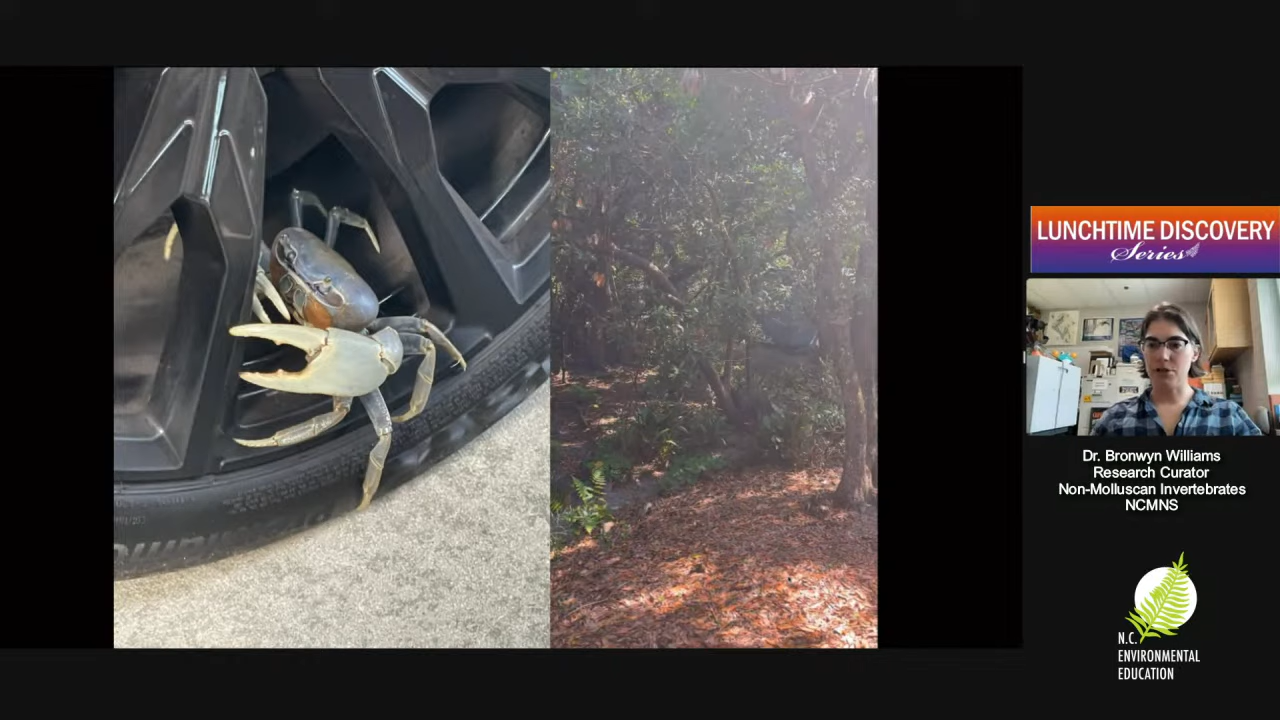 LUNCHTIME DISCOVERY
Series
Dr. Bronwyn Williams
Research Curator
Non-Molluscan Invertebrates
NCMNS
N.C.
ENVIRONMENTAL
EDUCATION